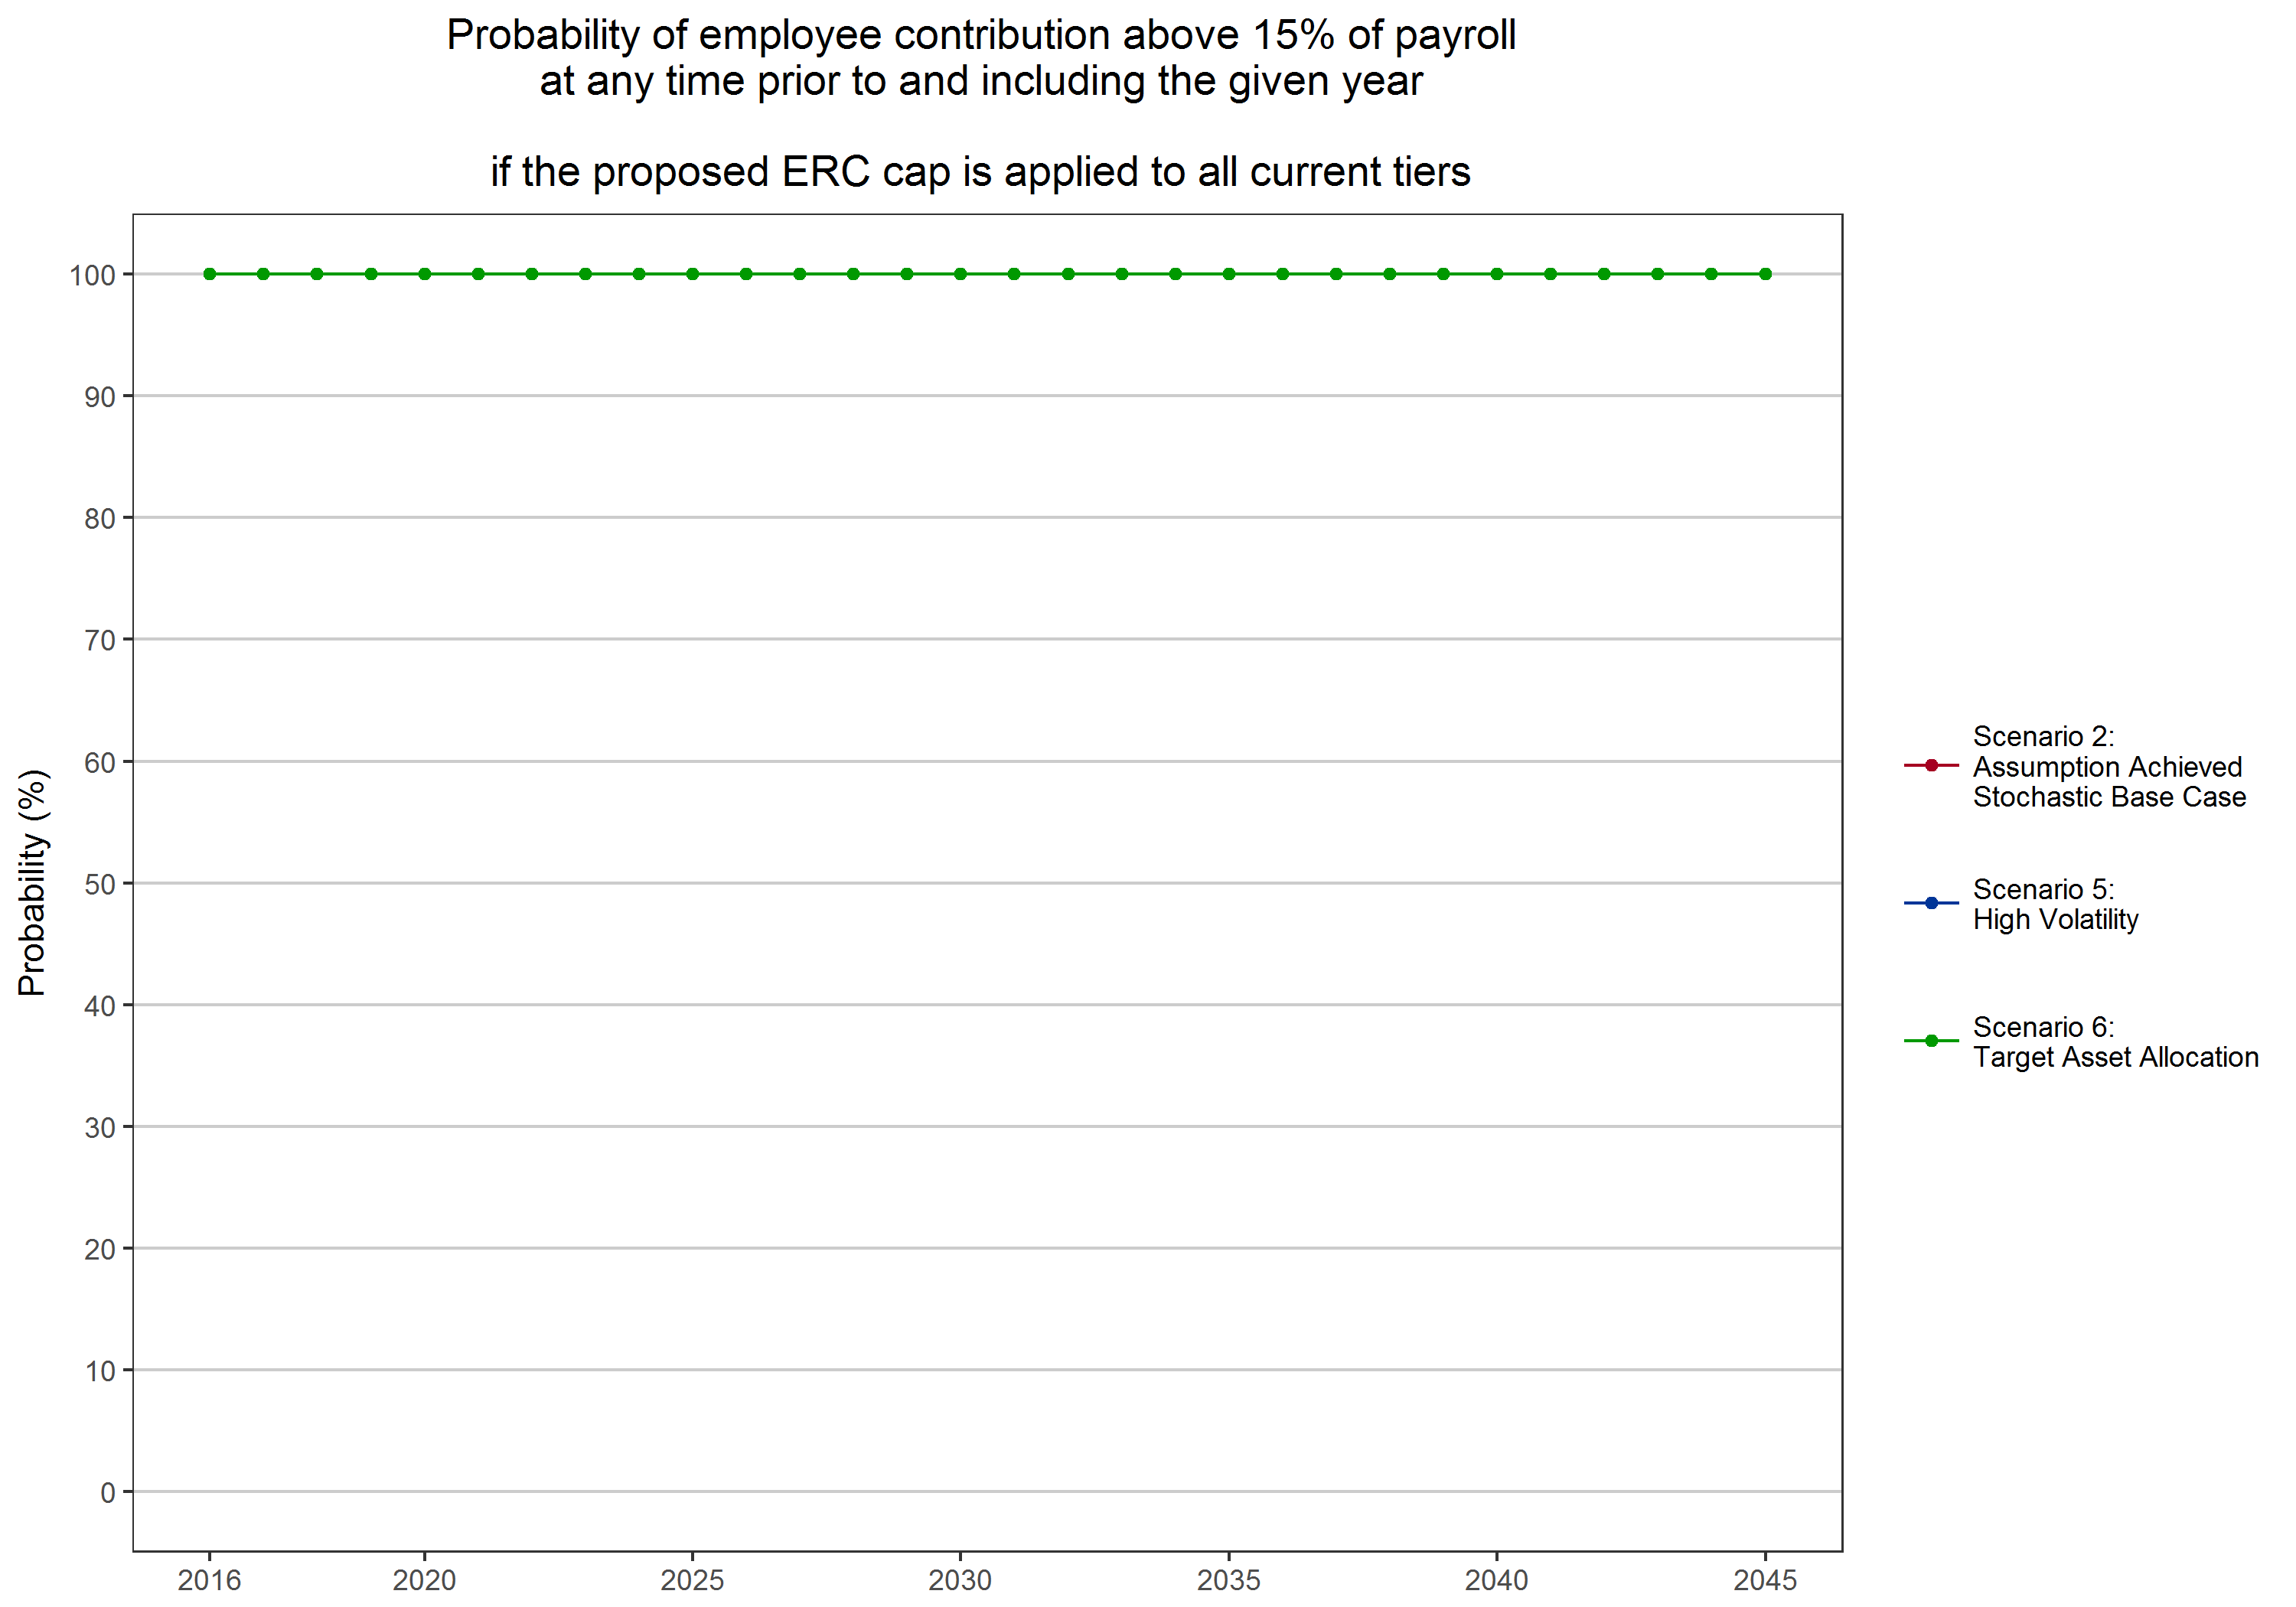 Probability of employee contribution above 15% of payroll
at any time prior to and including the given year
if the proposed ERC cap is applied to all current tiers
Probability (%)
100
90
80
70
60
50
40
30
20
10
0
2016 2020 2025 2030 2035 2040 2045
Scenario 2:
Assumption Achieved
Stochastic Base Case
Scenario 5:
High Volatility
Scenario 6:
Target Asset Allocation